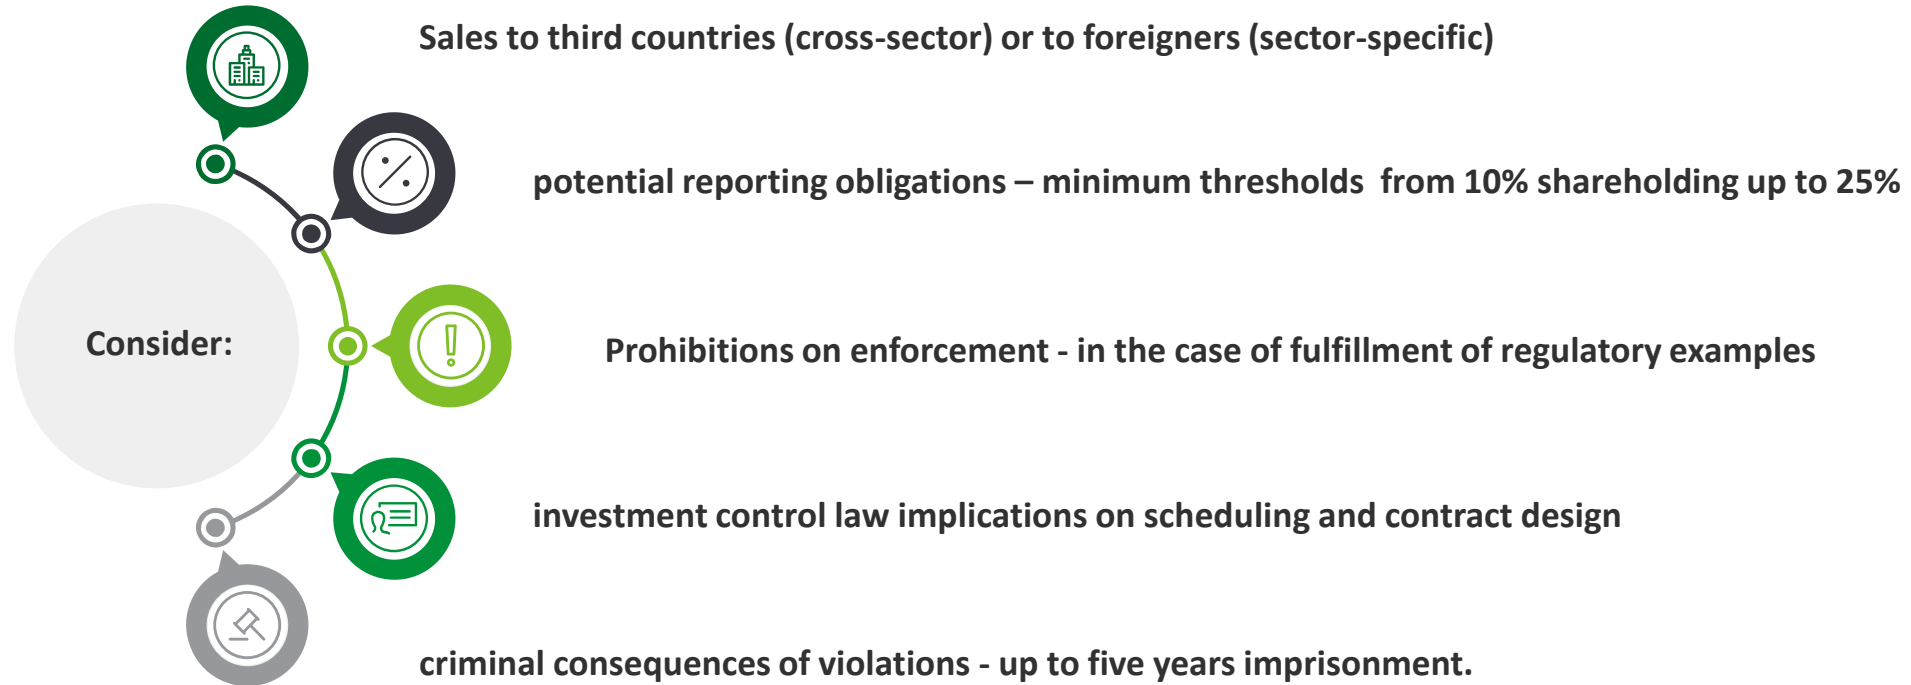 Sales to third countries (cross-sector) or to foreigners (sector-specific)
potential reporting obligations – minimum thresholds  from 10% shareholding up to 25%
Consider:
Prohibitions on enforcement - in the case of fulfillment of regulatory examples
investment control law implications on scheduling and contract design
criminal consequences of violations - up to five years imprisonment.